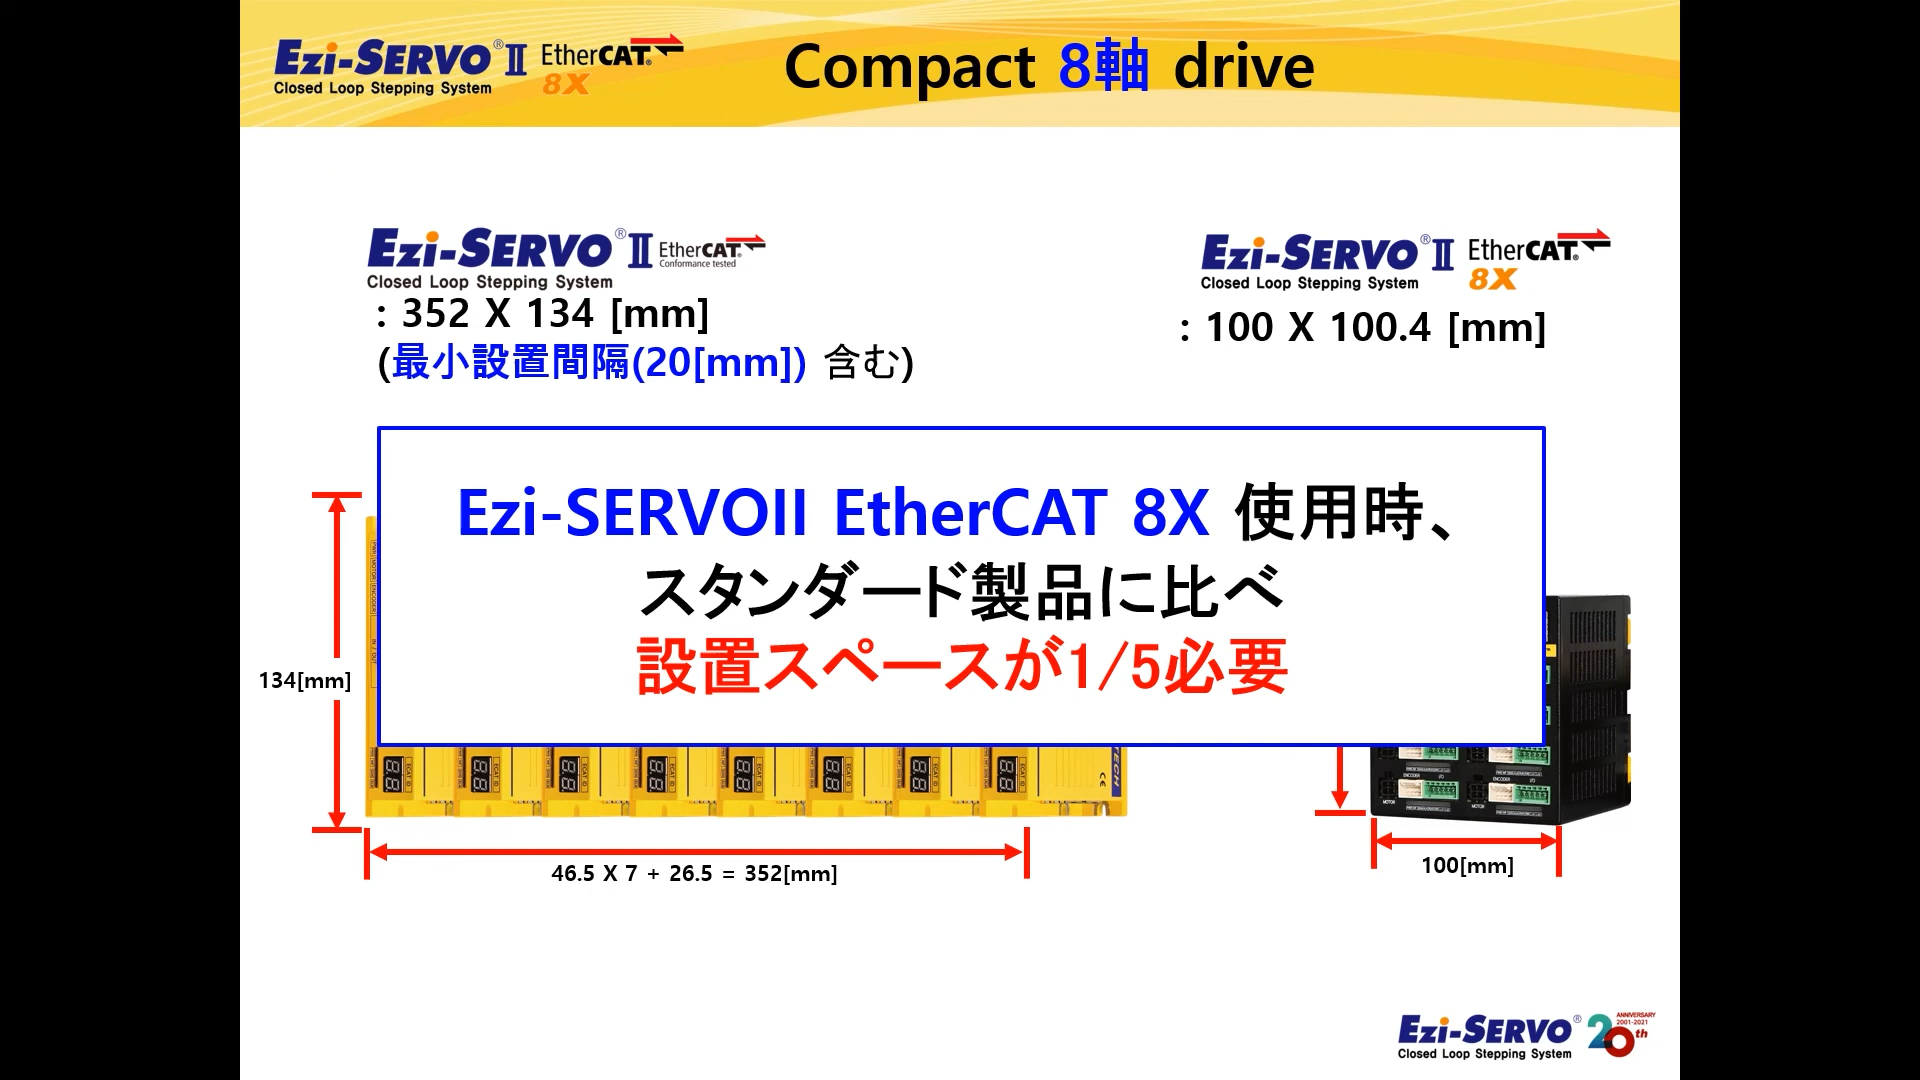 Ezi-SERVO® II EtherCAT® 8X
Closed Loop Stepping System
Compact 8軸 drive
Ezi-SERVO® II EtherCAT®
Conformance tested
Closed Loop Stepping System
: 352 X 134 [mm]
(最小設置間隔(20[mm]) 含む)
Ezi-SERVO® II EtherCAT® 8X
Closed Loop Stepping System
: 100 X 100.4 [mm]
Ezi-SERVOII EtherCAT 8X 使用時、
スタンダード製品に比べ
設置スペースが1/5必要
134[mm]
46.5 X 7 + 26.5 = 352[mm]
100[mm]
Ezi-SERVO®
Closed Loop Stepping System
20th
ANNIVERSARY
2001-2021